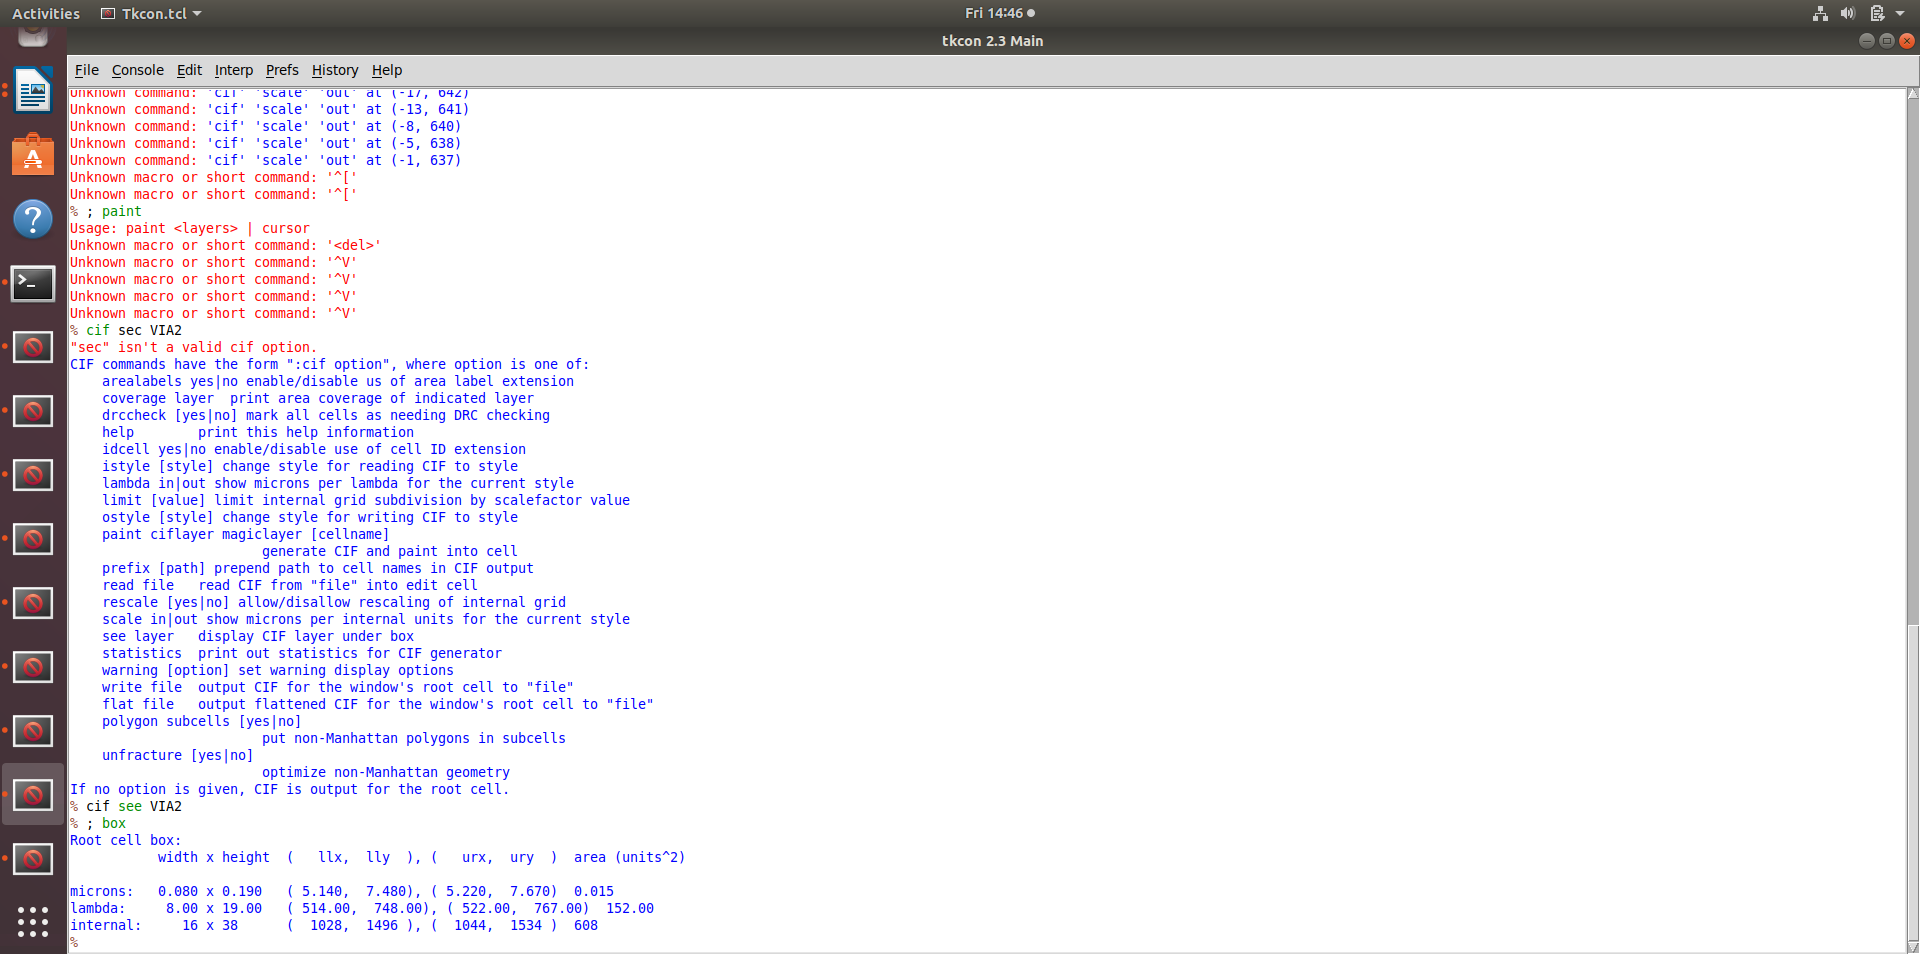 Activities Tkcon.tcl Fri 14:46
tkcon 2.3 Main
File Console Edit Interp Prefs History Help
Unknown command: 'cif' 'scale' 'out' at (-17, 642)
Unknown command: 'cif' 'scale' 'out' at (-13, 641)
Unknown command: 'cif' 'scale' 'out' at (-8, 640)
Unknown command: 'cif' 'scale' 'out' at (-5, 638)
Unknown command: 'cif' 'scale' 'out' at (-1, 637)
Unknown macro or short command: '^['
Unknown macro or short command: '^['
% ; paint
Usage: paint <layers> | cursor
Unknown macro or short command: '<del>'
Unknown macro or short command: '^V'
Unknown macro or short command: '^V'
Unknown macro or short command: '^V'
Unknown macro or short command: '^V'
% cif sec VIA2
"sec" isn't a valid cif option.
CIF commands have the form ":cif option", where option is one of:
arealabels yes|no enable/disable us of area label extension
coverage layer print area coverage of indicated layer
drccheck [yes|no] mark all cells as needing DRC checking
help print this help information
idcell yes|no enable/disable use of cell ID extension
istyle [style] change style for reading CIF to style
lambda in|out show microns per lambda for the current style
limit [value] limit internal grid subdivision by scalefactor value
ostyle [style] change style for writing CIF to style
paint ciflayer magiclayer [cellname]
generate CIF and paint into cell
prefix [path] prepend path to cell names in CIF output
read file read CIF from "file" into edit cell
rescale [yes|no] allow/disallow rescaling of internal grid
scale in|out show microns per internal units for the current style
see layer display CIF layer under box
statistics print out statistics for CIF generator
warning [option] set warning display options
write file output CIF for the window's root cell to "file"
flat file output flattened CIF for the window's root cell to "file"
polygon subcells [yes|no]
put non-Manhattan polygons in subcells
unfracture [yes|no]
optimize non-Manhattan geometry
If no option is given, CIF is output for the root cell.
% cif see VIA2
% ; box
Root cell box:
width x height ( llx, lly ), ( urx, ury ) area (units^2)
microns: 0.080 x 0.190 ( 5.140, 7.480), ( 5.220, 7.670) 0.015
lambda: 8.00 x 19.00 ( 514.00, 748.00), ( 522.00, 767.00) 152.00
internal: 16 x 38 ( 1028, 1496 ), ( 1044, 1534 ) 608
%